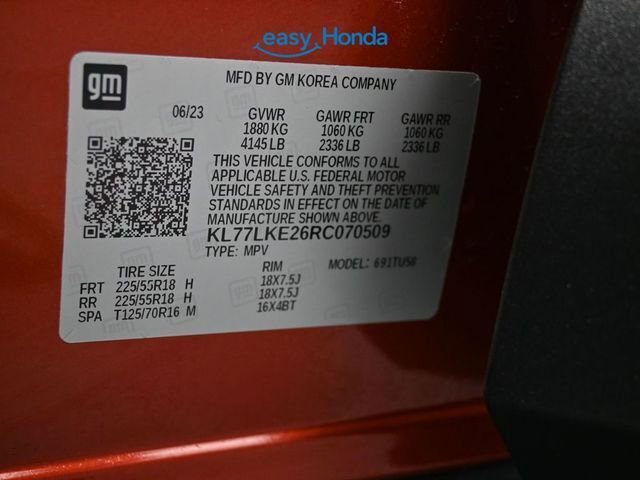 easy Honda
gm
MFD BY GM KOREA COMPANY
06/23 GVWR GAWR FRT GAWR RR
1880 KG 1060 KG 1060 KG
4145 LB 2336 LB 2336 LB
THIS VEHICLE CONFORMS TO ALL
APPLICABLE U.S. FEDERAL MOTOR
VEHICLE SAFETY AND THEFT PREVENTION
STANDARDS IN EFFECT ON THE DATE OF
MANUFACTURE SHOWN ABOVE.
KL77LKE26RC070509
TYPE: MPV
TIRE SIZE RIM MODEL: 691TU58
FRT 225/55R18 H 18X7.5J
RR 225/55R18 H 18X7.5J
SPA T125/70R16 M 16X4BT